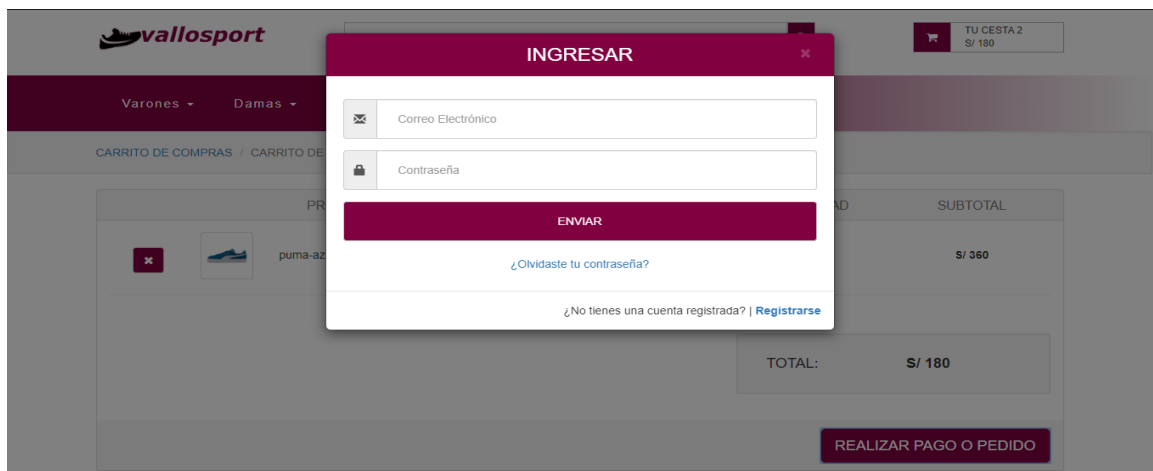 vallosport
TU CESTA 2
S/ 180
INGRESAR
Varones
Damas
Correo Electrónico
CARRITO DE COMPRAS / CARRITO DE
Contraseña
PR
AD
SUBTOTAL
ENVIAR
puma-az
S/ 360
¿Olvidaste tu contraseña?
¿No tienes una cuenta registrada? | Registrarse
TOTAL:
S/ 180
REALIZAR PAGO O PEDIDO